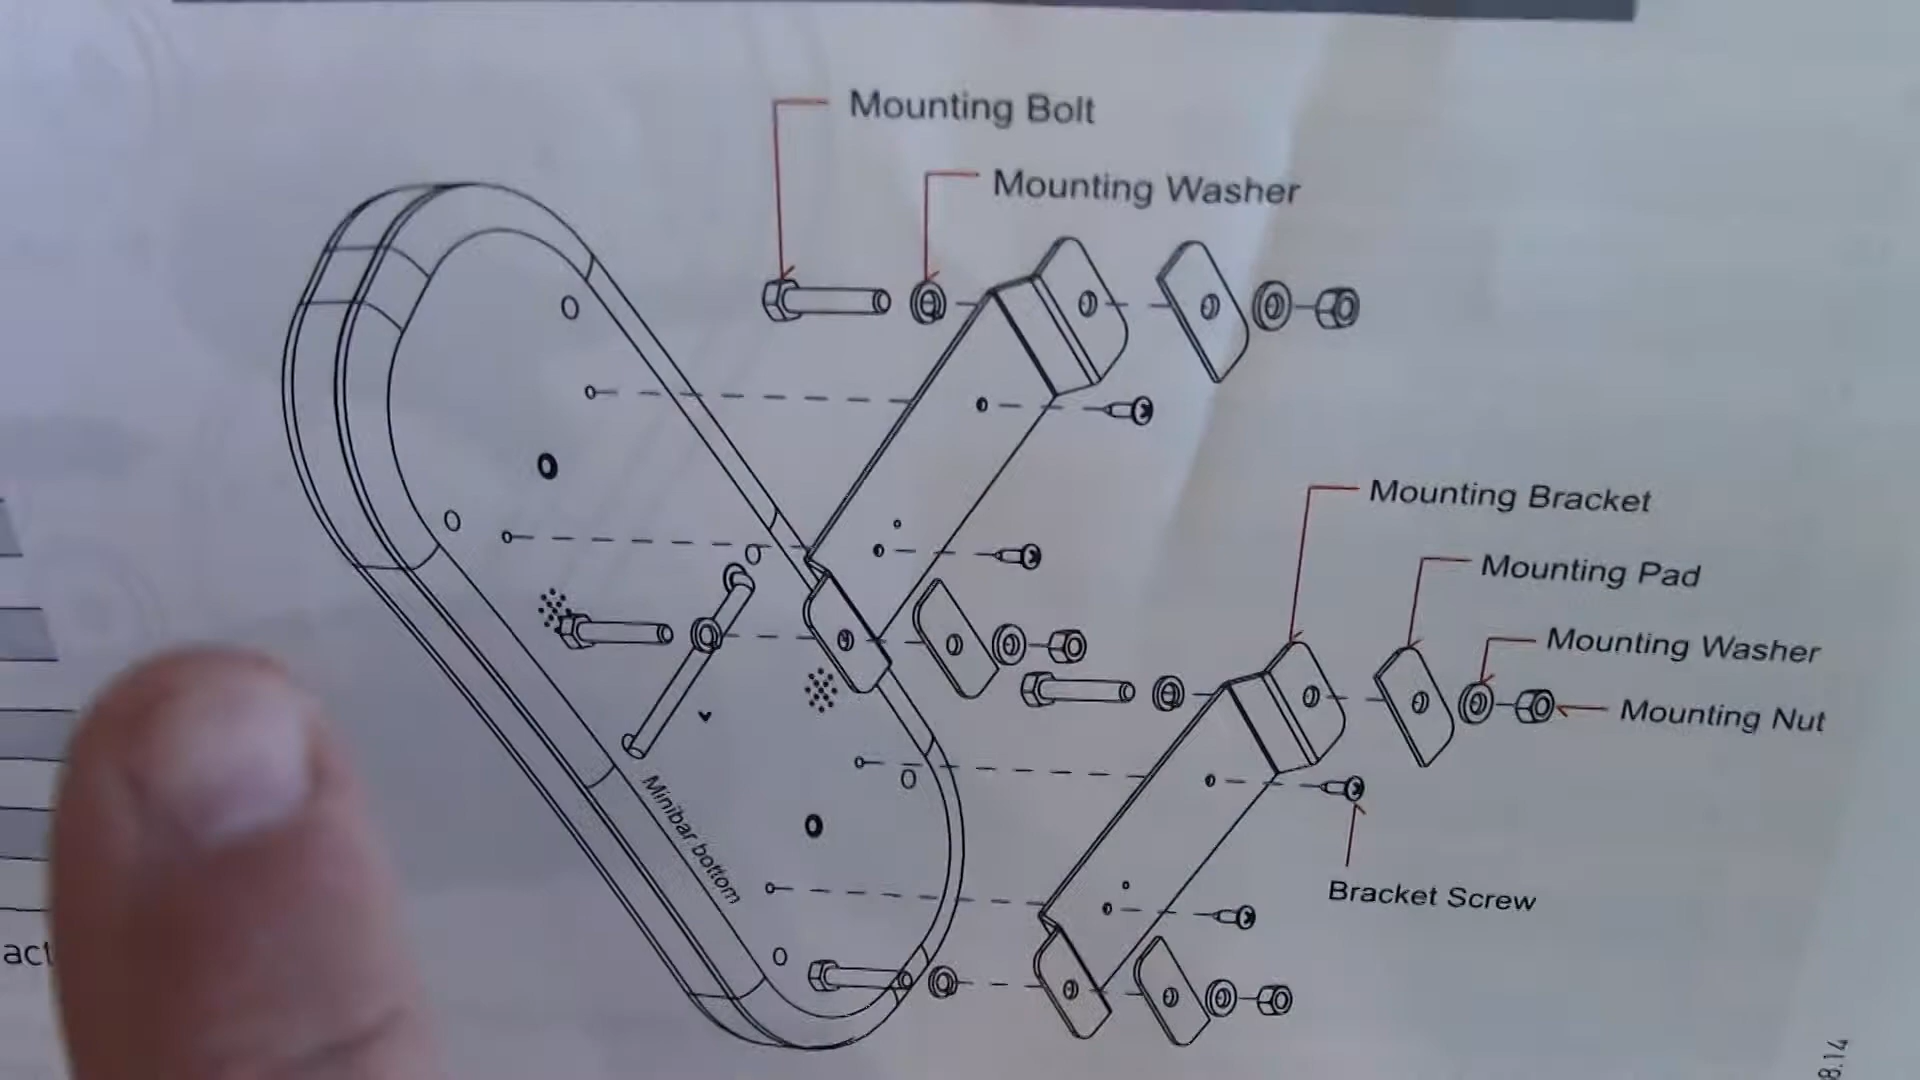 Mounting Bolt
Mounting Washer
Mounting Bracket
Mounting Pad
Mounting Washer
Mounting Nut
Minibar bottom
Bracket Screw
act
8.14